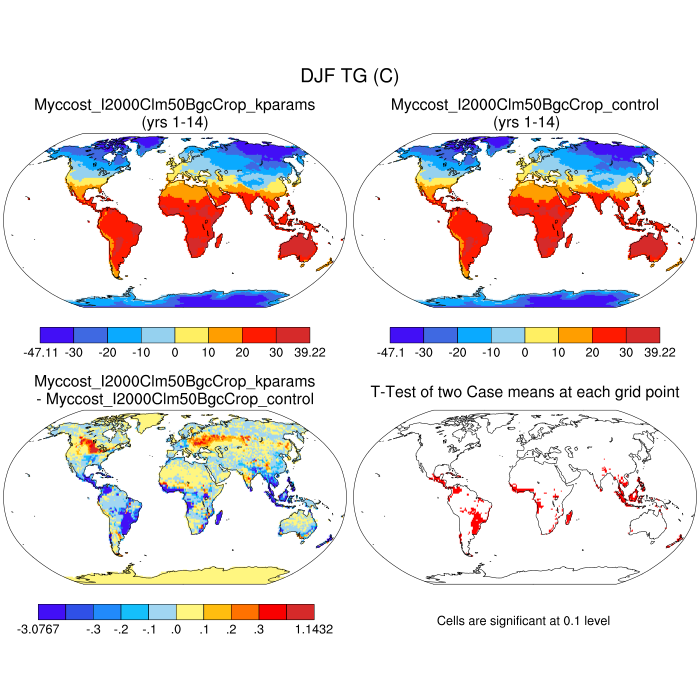 DJF TG (C)
Myccost_I2000Clm50BgcCrop_kparams
(yrs 1-14)
Myccost_I2000Clm50BgcCrop_control
(yrs 1-14)
-47.11 -30 -20 -10 0 10 20 30 39.22
-47.1 -30 -20 -10 0 10 20 30 39.22
Myccost_I2000Clm50BgcCrop_kparams
- Myccost_I2000Clm50BgcCrop_control
T-Test of two Case means at each grid point
-3.0767 -.3 -.2 -.1 .0 .1 .2 .3 1.1432
Cells are significant at 0.1 level